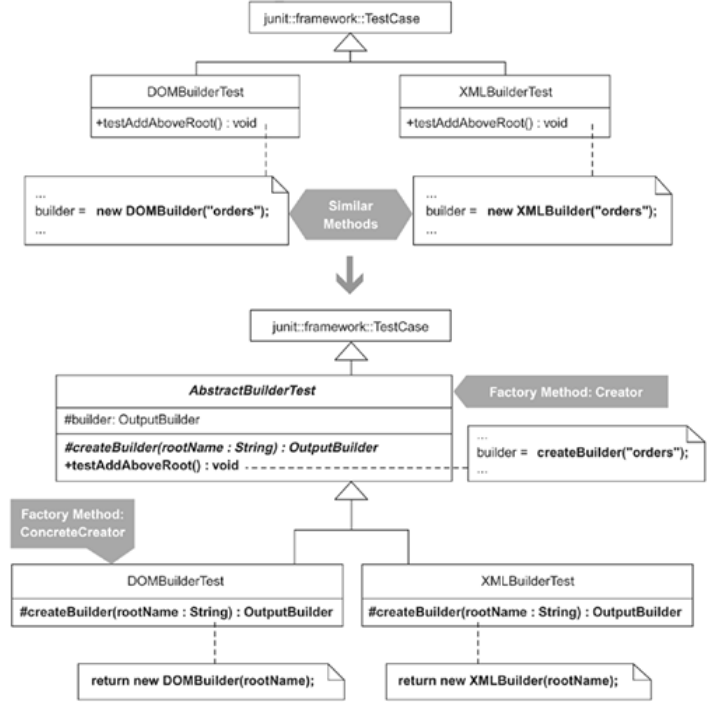 junit::framework::TestCase
DOMBuilderTest
+testAddAboveRoot() : void
XMLBuilderTest
+testAddAboveRoot() : void
...
builder = new DOMBuilder("orders");
...
Similar
Methods
...
builder = new XMLBuilder("orders");
...
junit::framework::TestCase
AbstractBuilderTest
#builder: OutputBuilder
#createBuilder(rootName : String) : OutputBuilder
+testAddAboveRoot() : void
Factory Method: Creator
...
builder = createBuilder("orders");
...
Factory Method:
ConcreteCreator
DOMBuilderTest
#createBuilder(rootName : String) : OutputBuilder
XMLBuilderTest
#createBuilder(rootName : String) : OutputBuilder
return new DOMBuilder(rootName);
return new XMLBuilder(rootName);